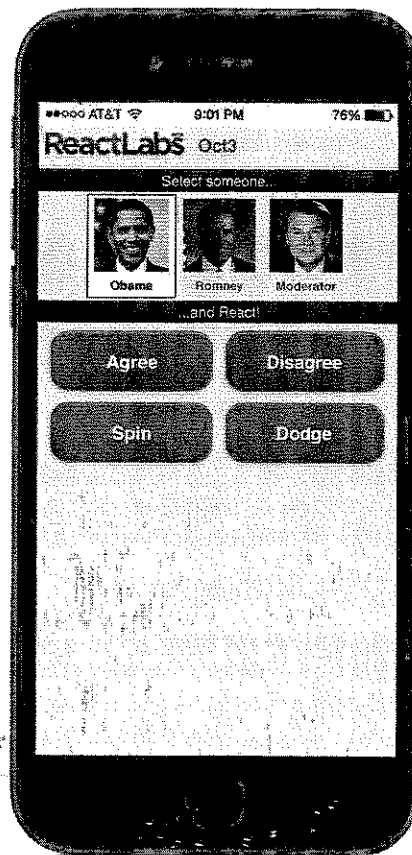 AT&T 9:01 PM 76%
ReactLabs Oct3
Select someone...
Obama Romney Moderator
...and React!
Agree Disagree
Spin Dodge